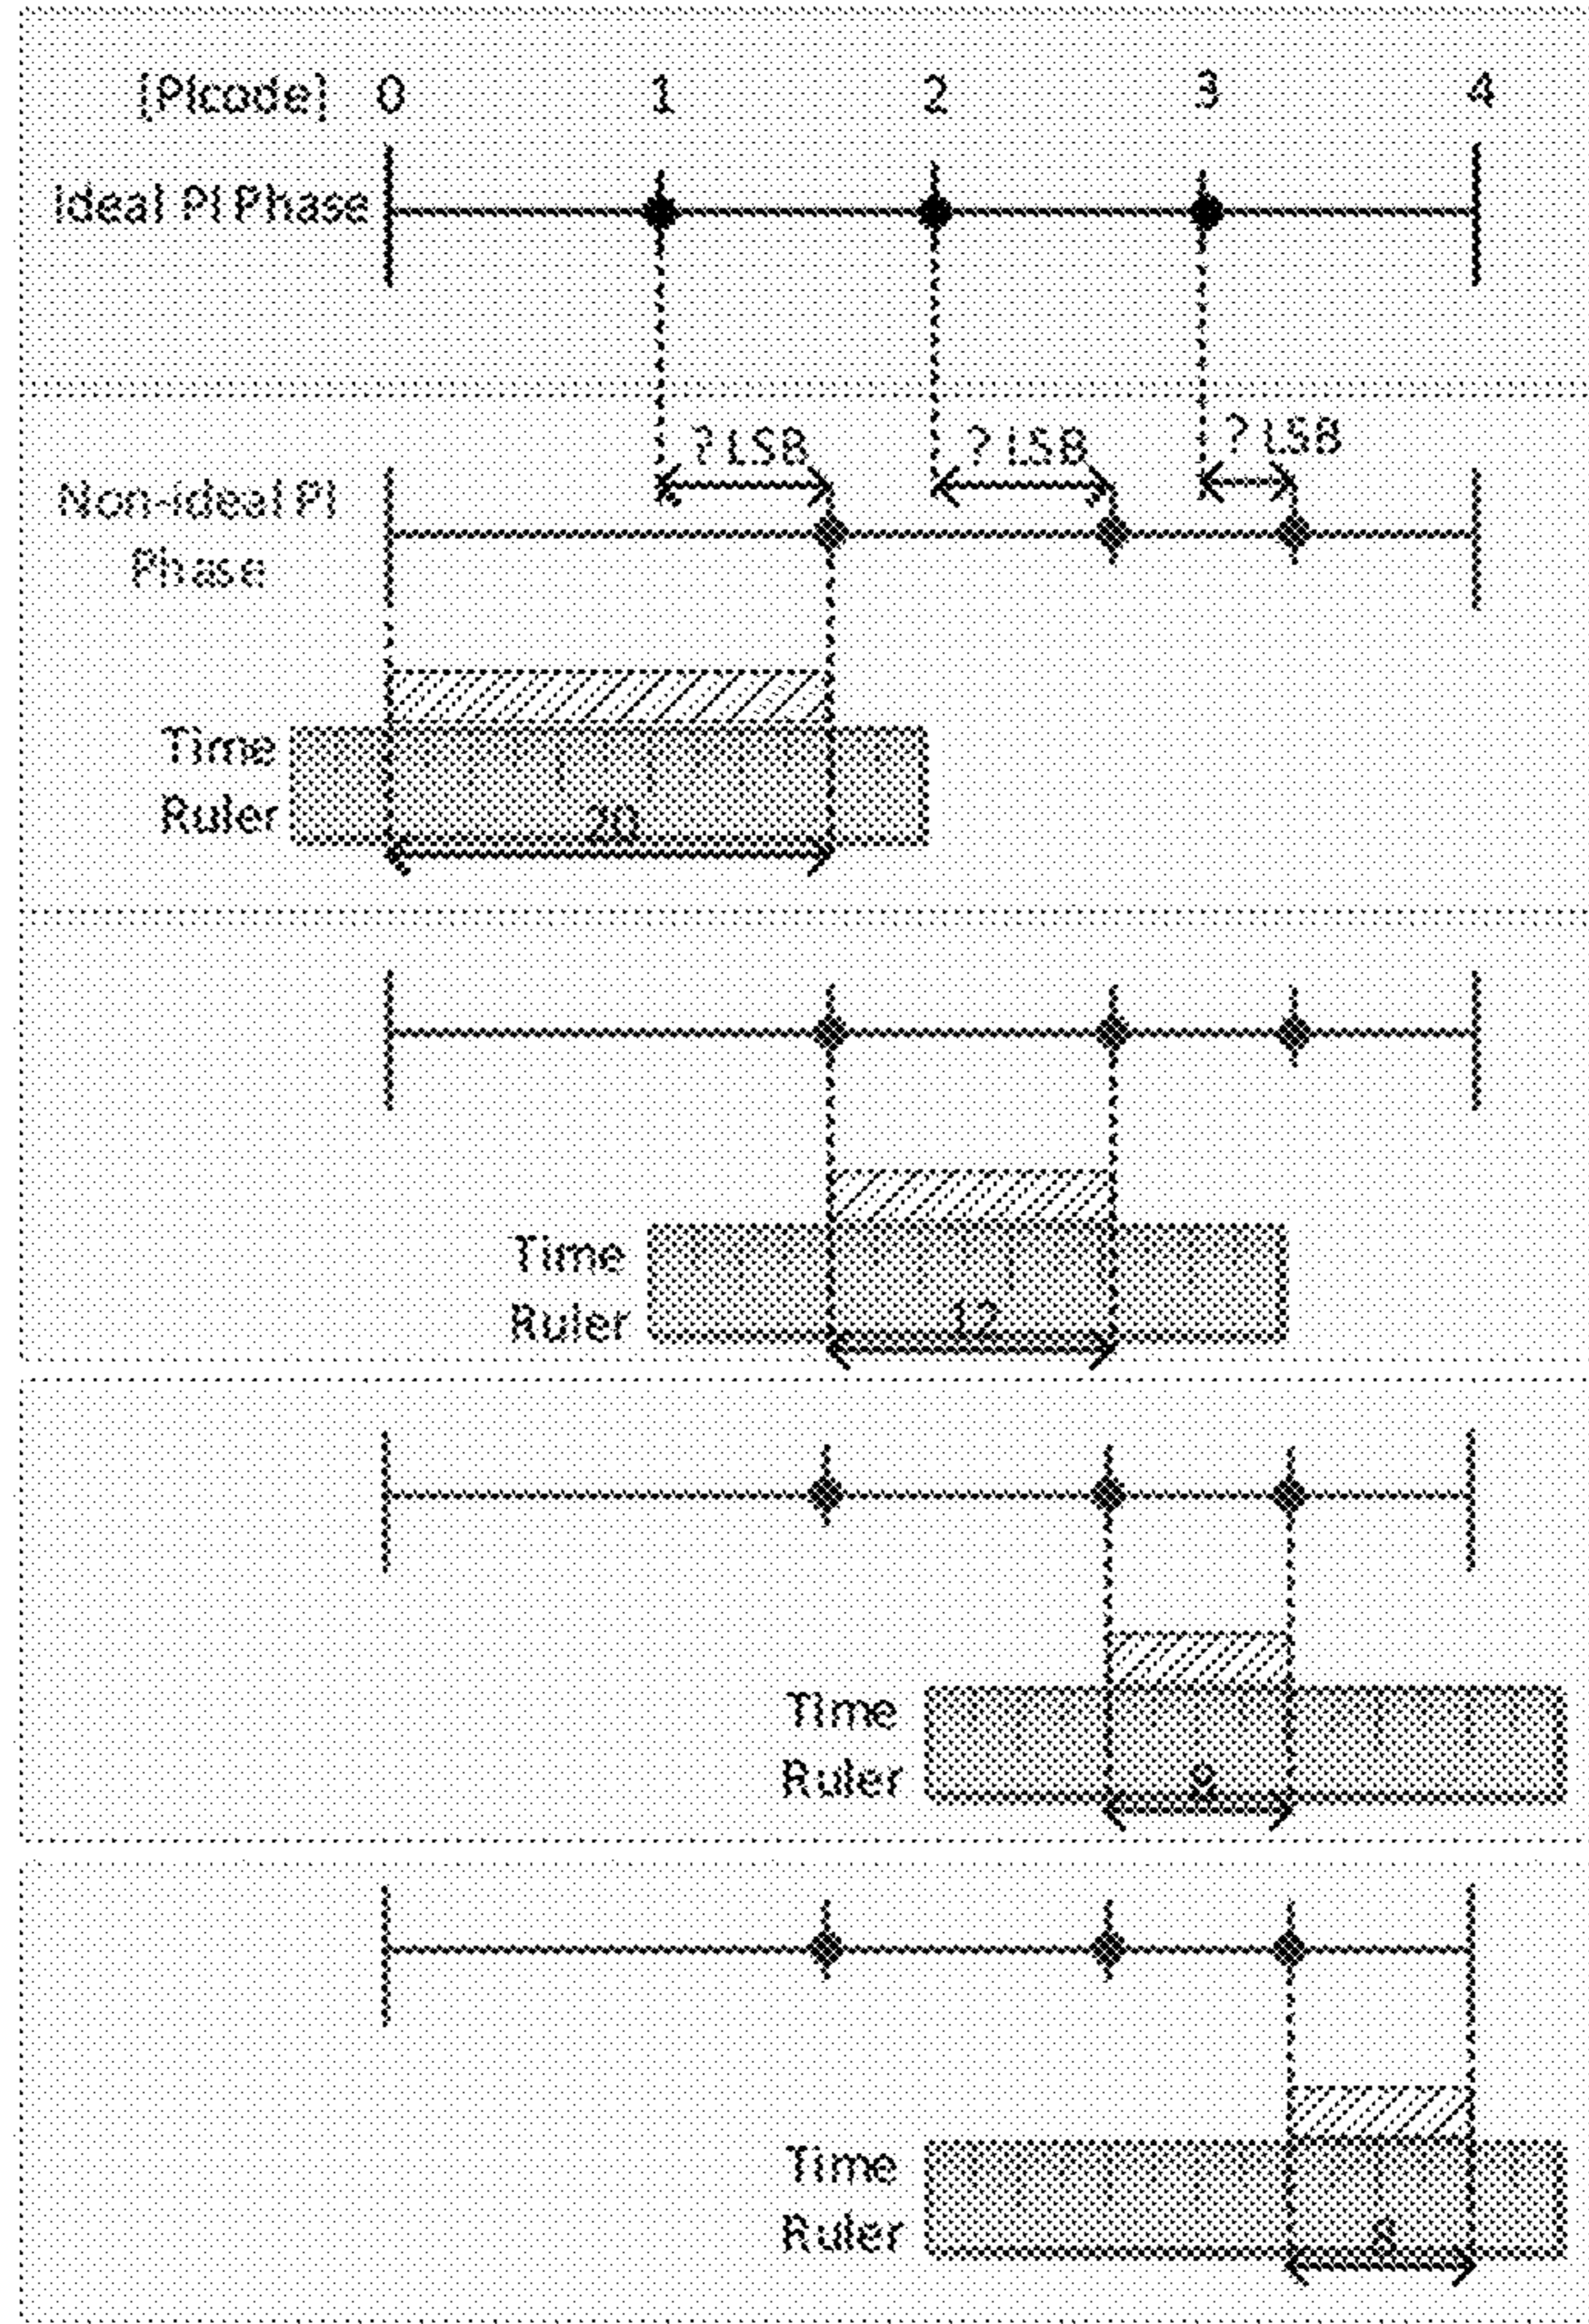 [PIcode] 0 1 2 3 4
Ideal PI Phase
? LSB ? LSB ? LSB
Non-ideal PI
Phase
Time
Ruler
20
Time
Ruler
12
Time
Ruler
Time
Ruler
8